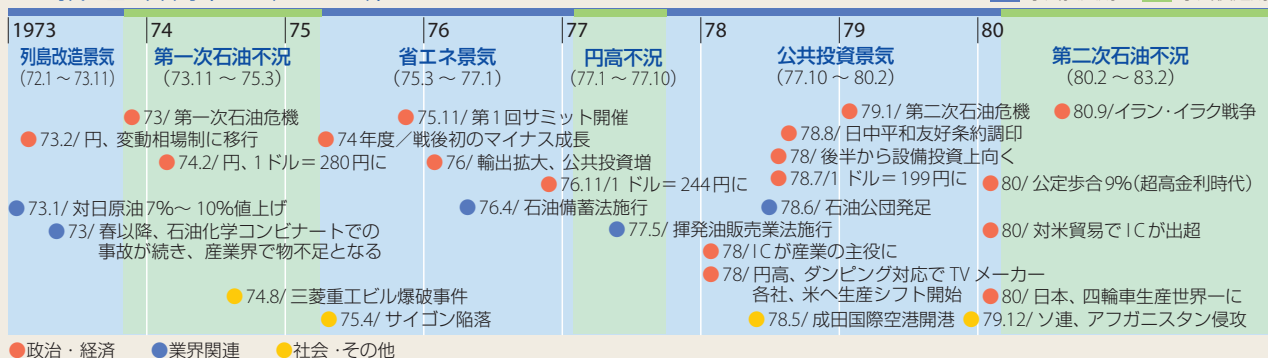 1973 74 75 76 77 78 79 80
列島改造景気 第一次石油不況 省エネ景気 円高不況 公共投資景気 第二次石油不況
(72.1～73.11) (73.11～75.3) (75.3～77.1) (77.1～77.10) (77.10～80.2) (80.2～83.2)
73/ 第一次石油危機
75.11/ 第1回サミット開催
79.1/ 第二次石油危機
80.9/イラン・イラク戦争
73.2/ 円、変動相場制に移行
74年度／戦後初のマイナス成長
78.8/ 日中平和友好条約調印
74.2/ 円、1ドル＝280円に
76/ 輸出拡大、公共投資増
78/ 後半から設備投資上向く
76.11/1 ドル＝244円に
78.7/1 ドル＝199円に
80/ 公定歩合9%(超高金利時代)
73.1/ 対日原油7%～10%値上げ
76.4/ 石油備蓄法施行
78.6/ 石油公団発足
73/ 春以降、石油化学コンビナートでの
事故が続き、産業界で物不足となる
77.5/ 揮発油販売業法施行
80/ 対米貿易でICが出超
78/ICが産業の主役に
78/ 円高、ダンピング対応でTVメーカー
各社、米へ生産シフト開始
74.8/ 三菱重工ビル爆破事件
80/ 日本、四輪車生産世界一に
75.4/ サイゴン陥落
78.5/ 成田国際空港開港
79.12/ ソ連、アフガニスタン侵攻
政治・経済 業界関連 社会・その他